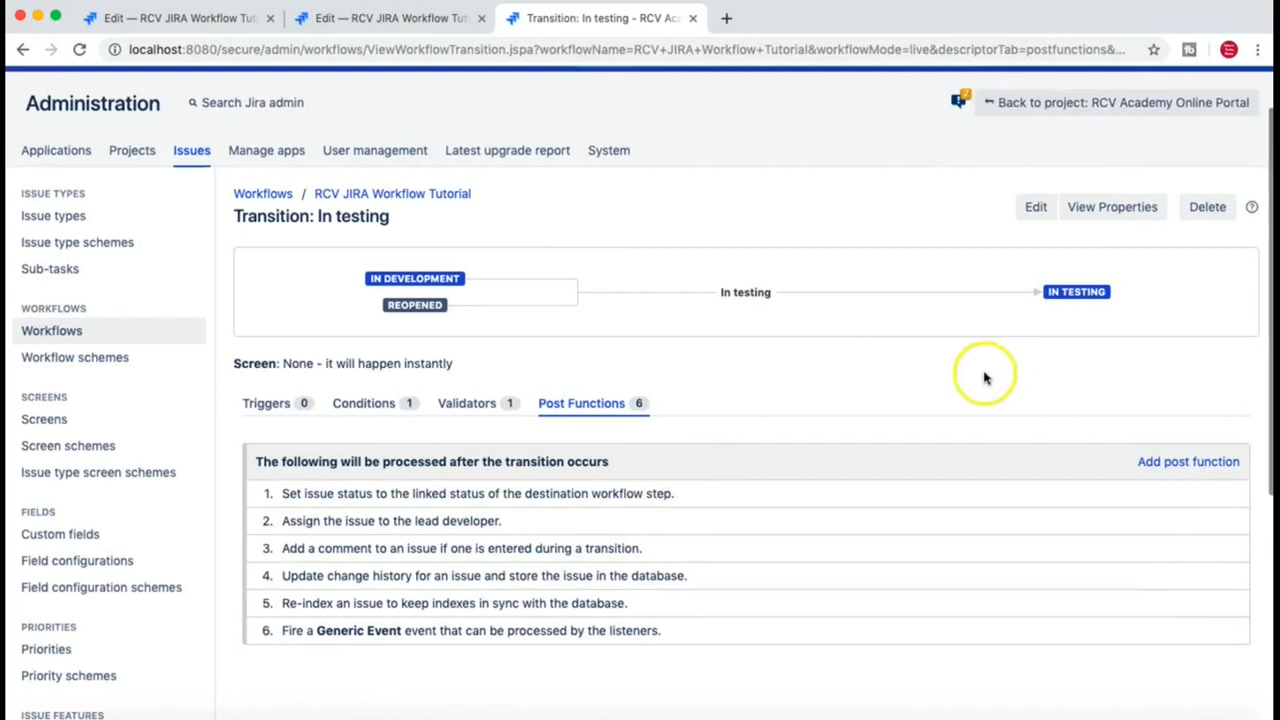 Edit — RCV JIRA Workflow Tut
Edit — RCV JIRA Workflow Tut
Transition: In testing - RCV Ac
localhost:8080/secure/admin/workflows/ViewWorkflowTransition.jspa?workflowName=RCV+JIRA+Workflow+Tutorial&workflowMode=live&descriptorTab=postfunctions&...
Administration
Search Jira admin
Back to project: RCV Academy Online Portal
Applications Projects Issues Manage apps User management Latest upgrade report System
ISSUE TYPES
Issue types
Issue type schemes
Sub-tasks
WORKFLOWS
Workflows
Workflow schemes
SCREENS
Screens
Screen schemes
Issue type screen schemes
FIELDS
Custom fields
Field configurations
Field configuration schemes
PRIORITIES
Priorities
Priority schemes
ISSUE FEATURES
Workflows / RCV JIRA Workflow Tutorial
Transition: In testing
Edit View Properties Delete
IN DEVELOPMENT
REOPENED
In testing
IN TESTING
Screen: None - it will happen instantly
Triggers 0 Conditions 1 Validators 1 Post Functions 6
The following will be processed after the transition occurs
Add post function
1. Set issue status to the linked status of the destination workflow step.
2. Assign the issue to the lead developer.
3. Add a comment to an issue if one is entered during a transition.
4. Update change history for an issue and store the issue in the database.
5. Re-index an issue to keep indexes in sync with the database.
6. Fire a Generic Event event that can be processed by the listeners.